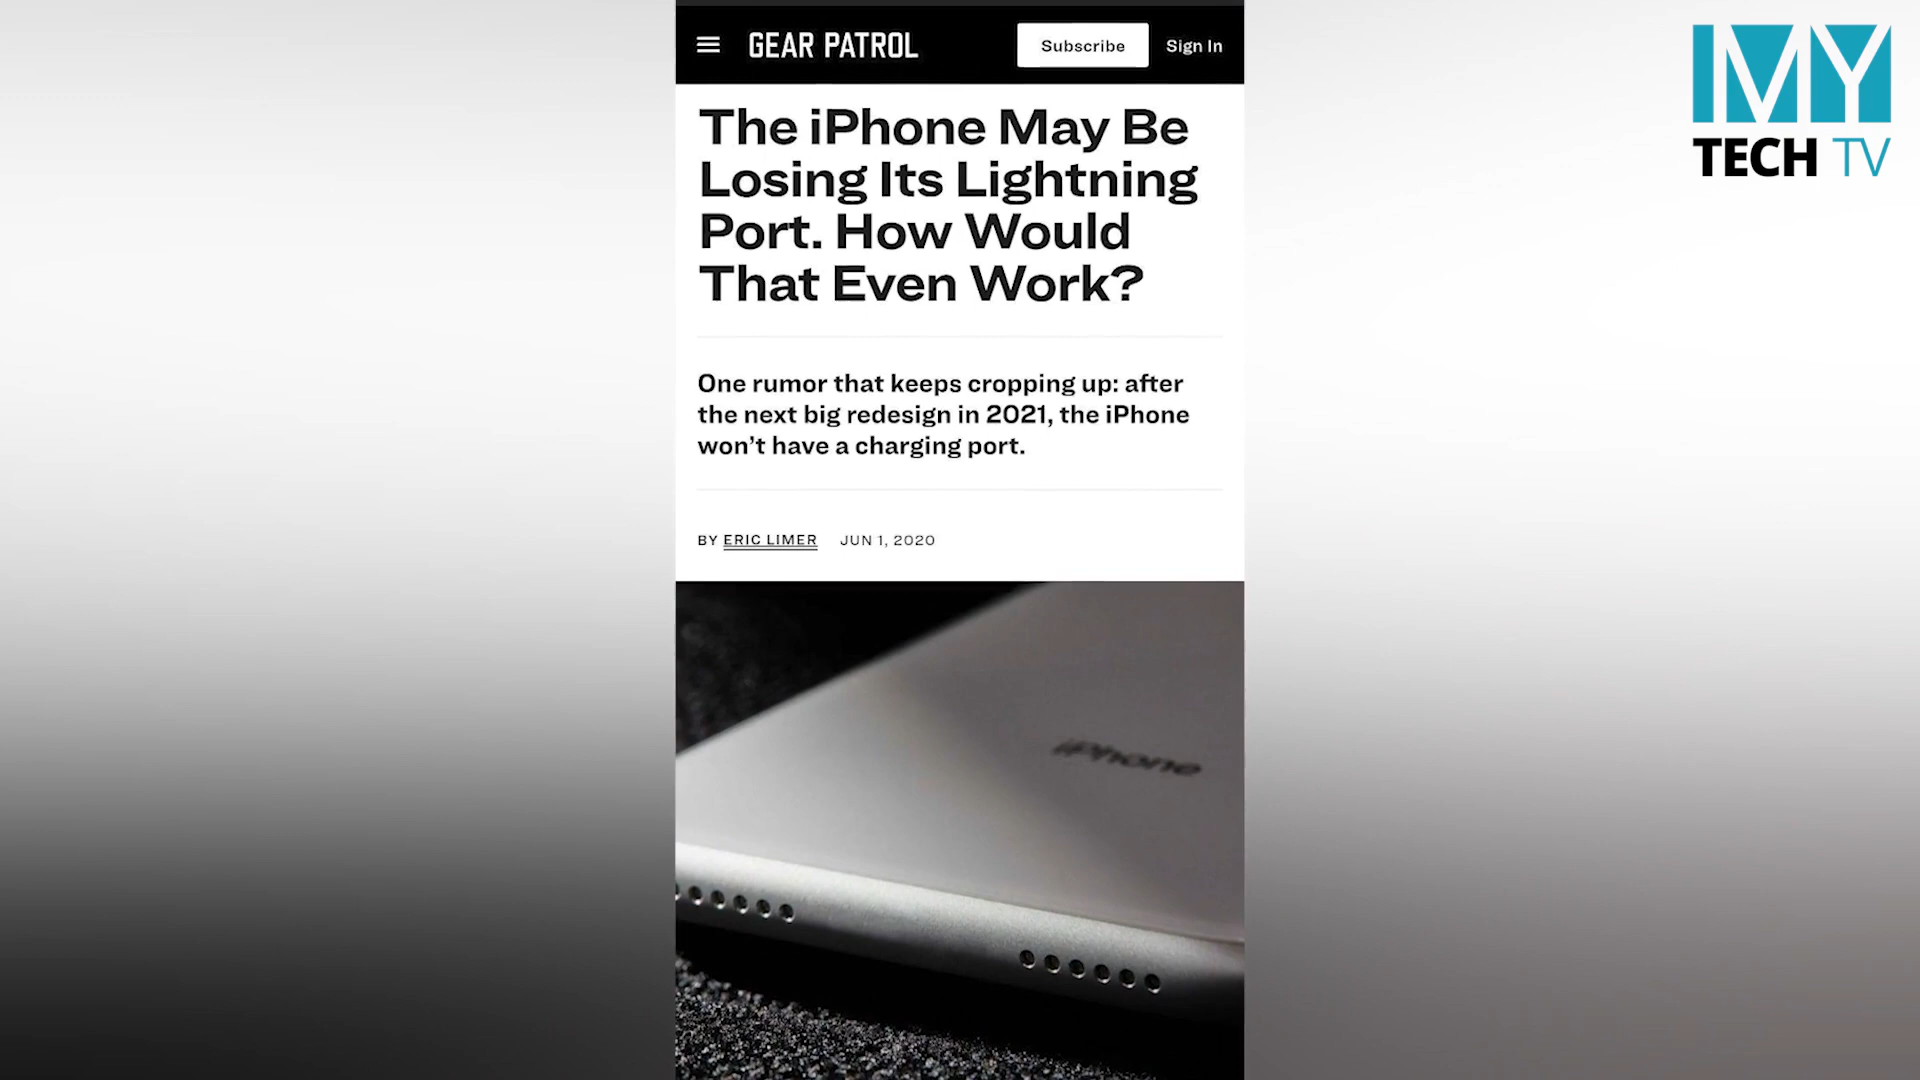 GEAR PATROL
Subscribe
Sign In
IMY
TECH TV
The iPhone May Be
Losing Its Lightning
Port. How Would
That Even Work?
One rumor that keeps cropping up: after
the next big redesign in 2021, the iPhone
won’t have a charging port.
BY ERIC LIMER JUN 1, 2020
iPhone